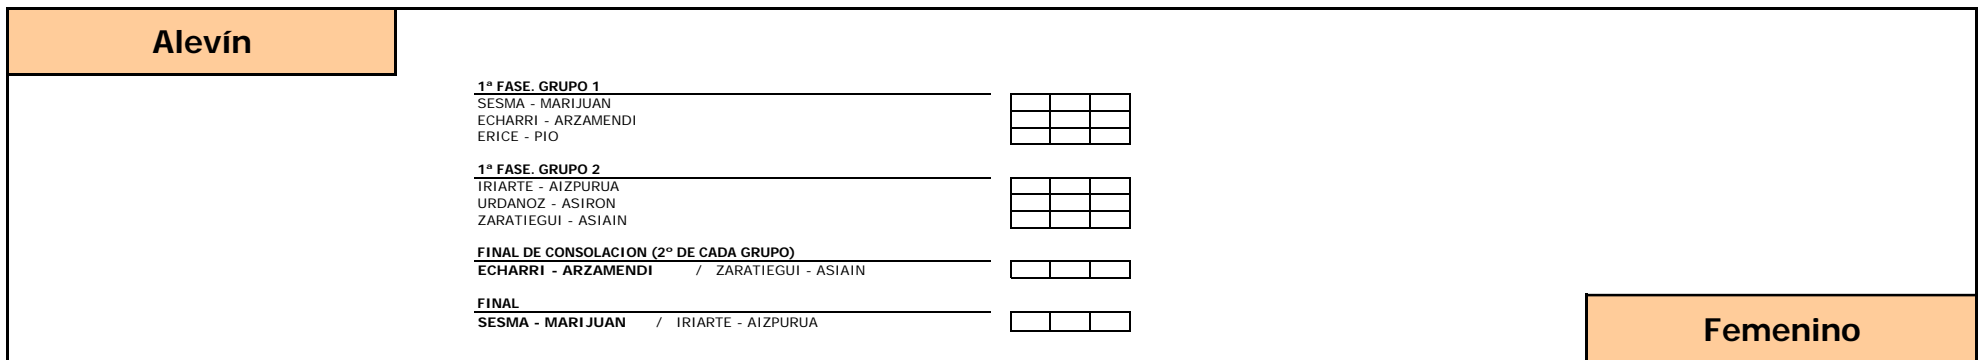 Alevín
1ª FASE. GRUPO 1
SESMA - MARIJUAN
ECHARRI - ARZAMENDI
ERICE - PIO
1ª FASE. GRUPO 2
IRIARTE - AIZPURUA
URDANOZ - ASIRON
ZARATIEGUI - ASIAIN
FINAL DE CONSOLACION (2º DE CADA GRUPO)
ECHARRI - ARZAMENDI / ZARATIEGUI - ASIAIN
FINAL
SESMA - MARIJUAN / IRIARTE - AIZPURUA
Femenino